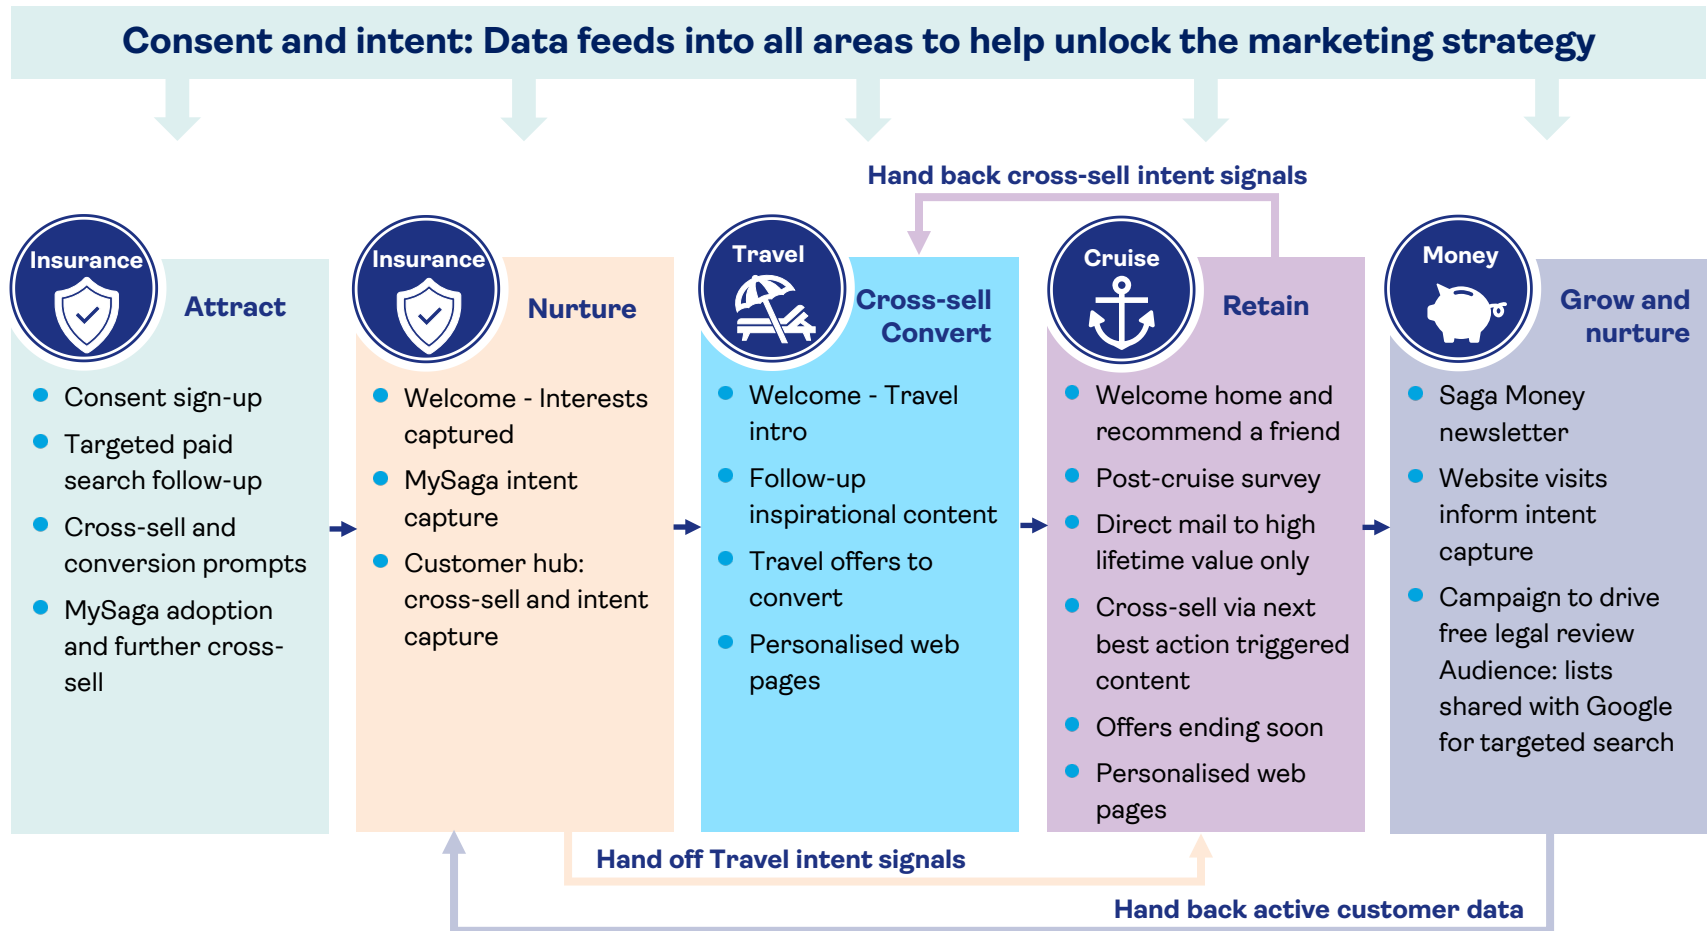 Consent and intent: Data feeds into all areas to help unlock the marketing strategy
Hand back cross-sell intent signals
Insurance
Attract
Consent sign-up
Targeted paid
search follow-up
Cross-sell and
conversion prompts
MySaga adoption
and further cross-
sell
Insurance
Nurture
Welcome - Interests
captured
MySaga intent
capture
Customer hub:
cross-sell and intent
capture
Travel
Cross-sell
Convert
Welcome - Travel
intro
Follow-up
inspirational content
Travel offers to
convert
Personalised web
pages
Cruise
Retain
Welcome home and
recommend a friend
Post-cruise survey
Direct mail to high
lifetime value only
Cross-sell via next
best action triggered
content
Offers ending soon
Personalised web
pages
Money
Grow and
nurture
Saga Money
newsletter
Website visits
inform intent
capture
Campaign to drive
free legal review
Audience: lists
shared with Google
for targeted search
Hand off Travel intent signals
Hand back active customer data